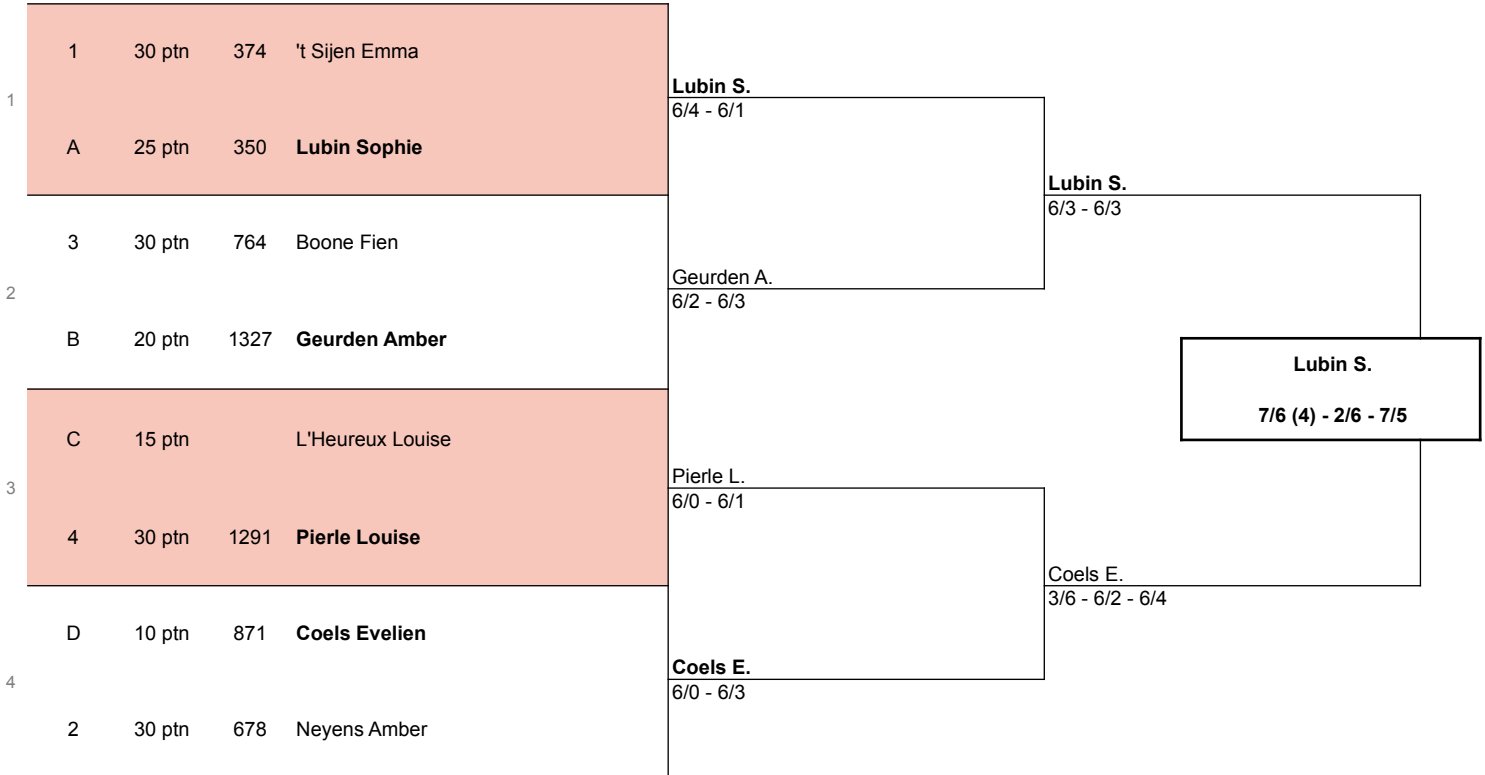 1 30 ptn 374 't Sijen Emma
Lubin S.
1
6/4 - 6/1
A 25 ptn 350 Lubin Sophie
Lubin S.
6/3 - 6/3
3 30 ptn 764 Boone Fien
Geurden A.
2
6/2 - 6/3
B 20 ptn 1327 Geurden Amber
Lubin S.
7/6 (4) - 2/6 - 7/5
C 15 ptn L'Heureux Louise
Pierle L.
3
6/0 - 6/1
4 30 ptn 1291 Pierle Louise
Coels E.
3/6 - 6/2 - 6/4
D 10 ptn 871 Coels Evelien
Coels E.
4
6/0 - 6/3
2 30 ptn 678 Neyens Amber